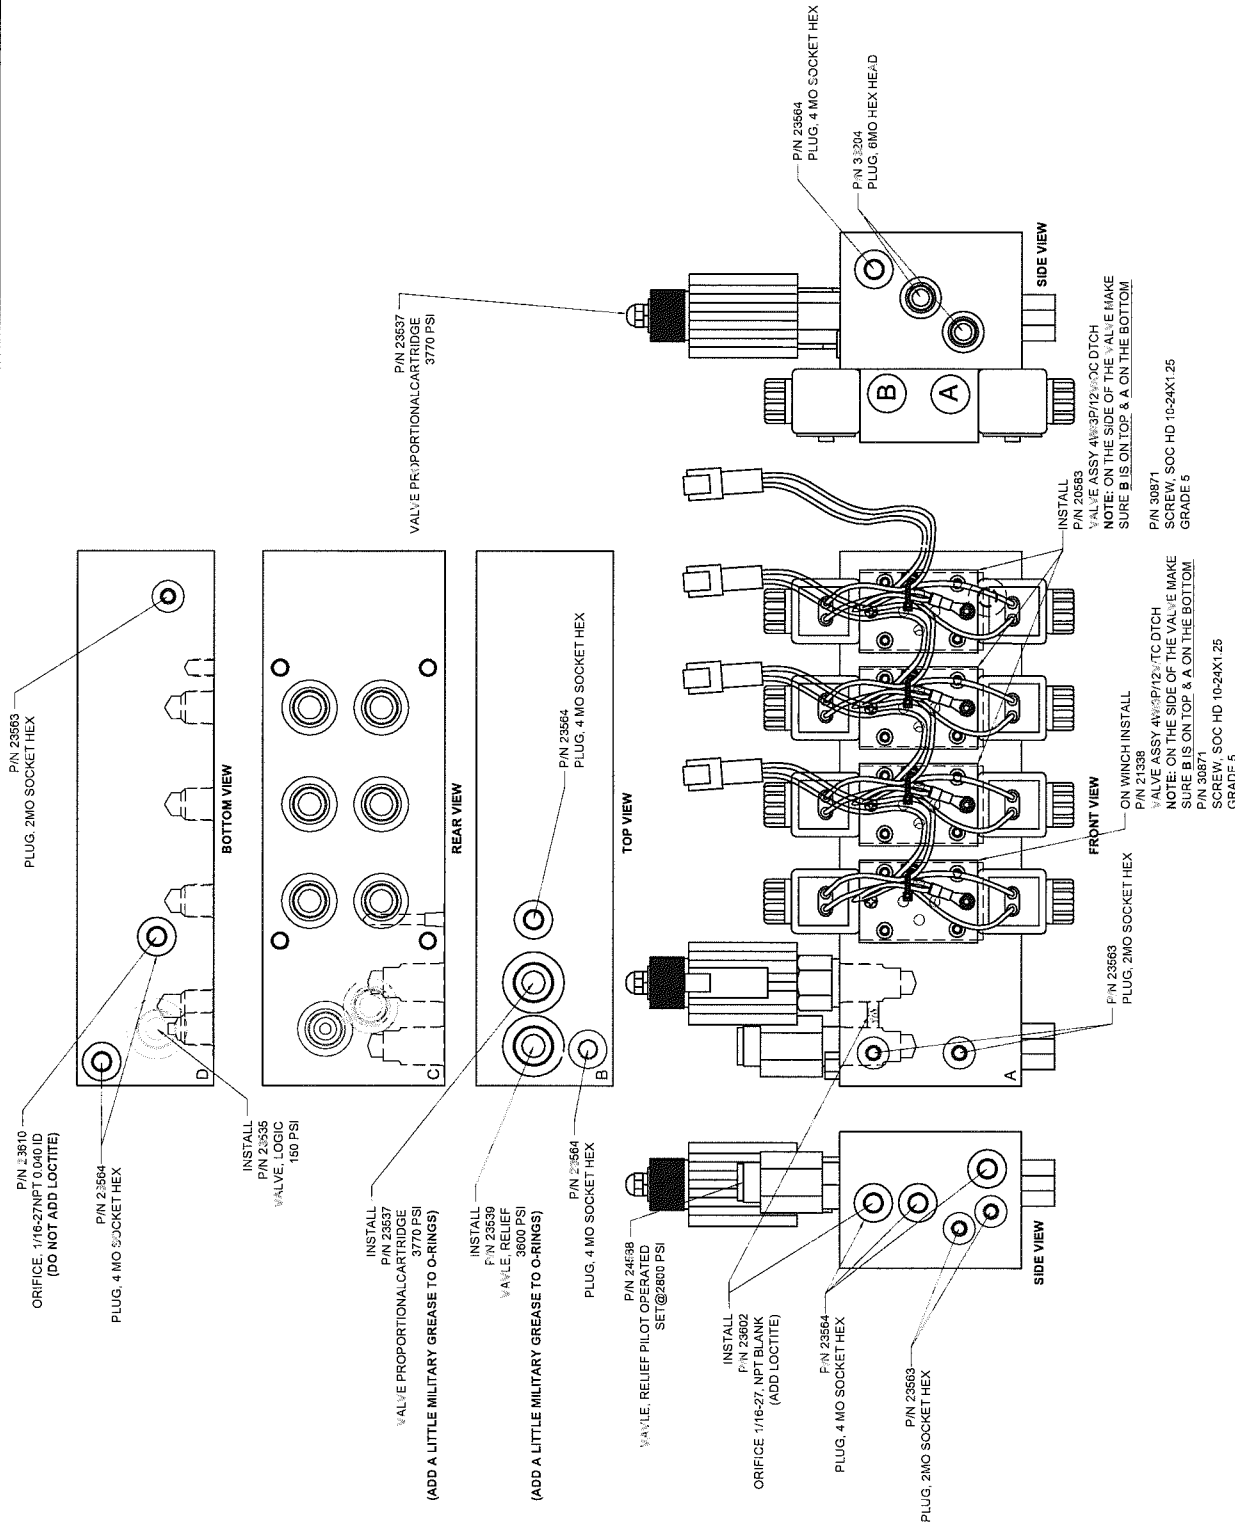 P/N 23563
PLUG, 2MO SOCKET HEX
BOTTOM VIEW
D
P/N 23610
ORIFICE, 1/16-27NPT 0.040 ID
(DO NOT ADD LOCTITE)
P/N 23564
PLUG, 4 MO SOCKET HEX
INSTALL
P/N 23535
VALVE, LOGIC
150 PSI
REAR VIEW
C
INSTALL
P/N 23537
VALVE PROPORTIONALCARTRIDGE
3770 PSI
(ADD A LITTLE MILITARY GREASE TO O-RINGS)
INSTALL
P/N 23539
VAVLE, RELIEF
3600 PSI
(ADD A LITTLE MILITARY GREASE TO O-RINGS)
P/N 23564
PLUG, 4 MO SOCKET HEX
P/N 23564
PLUG, 4 MO SOCKET HEX
TOP VIEW
B
P/N 23537
VALVE PROPORTIONALCARTRIDGE
3770 PSI
P/N 23564
PLUG, 4 MO SOCKET HEX
PLUG, 6MO HEX HEAD
B
A
SIDE VIEW
VAVLE, RELIEF PILOT OPERATED
SET@2800 PSI
INSTALL
P/N 23602
ORIFICE 1/16-27, NPT BLANK
(ADD LOCTITE)
P/N 23564
PLUG, 4 MO SOCKET HEX
P/N 23563
PLUG, 2MO SOCKET HEX
SIDE VIEW
A
P/N 23563
PLUG, 2MO SOCKET HEX
FRONT VIEW
ON WINCH INSTALL
P/N 21338
VALVE ASSY DTCH
NOTE: ON THE SIDE OF THE VALVE MAKE
SURE B IS ON TOP & A ON THE BOTTOM
P/N 30871
SCREW, SOC HD 10-24X1.25
GRADE 5
INSTALL
P/N 20583
VALVE ASSY DTCH
NOTE: ON THE SIDE OF THE VALVE MAKE
SURE B IS ON TOP & A ON THE BOTTOM
P/N 30871
SCREW, SOC HD 10-24X1.25
GRADE 5